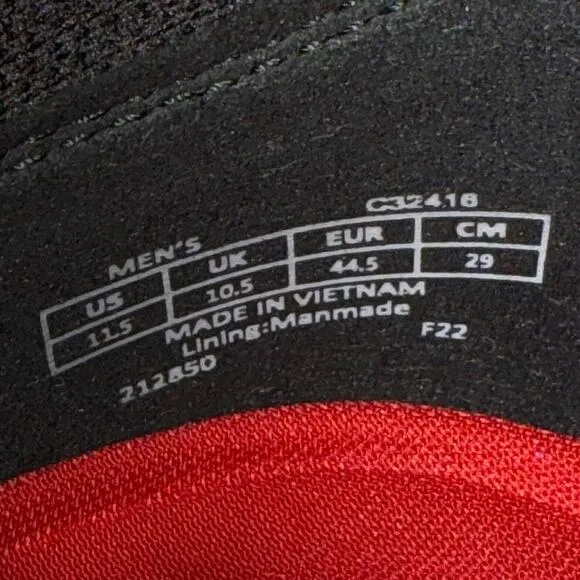 C32418
MEN'S
US UK EUR CM
11.5 10.5 44.5 29
MADE IN VIETNAM
Lining:Manmade
F22
212850